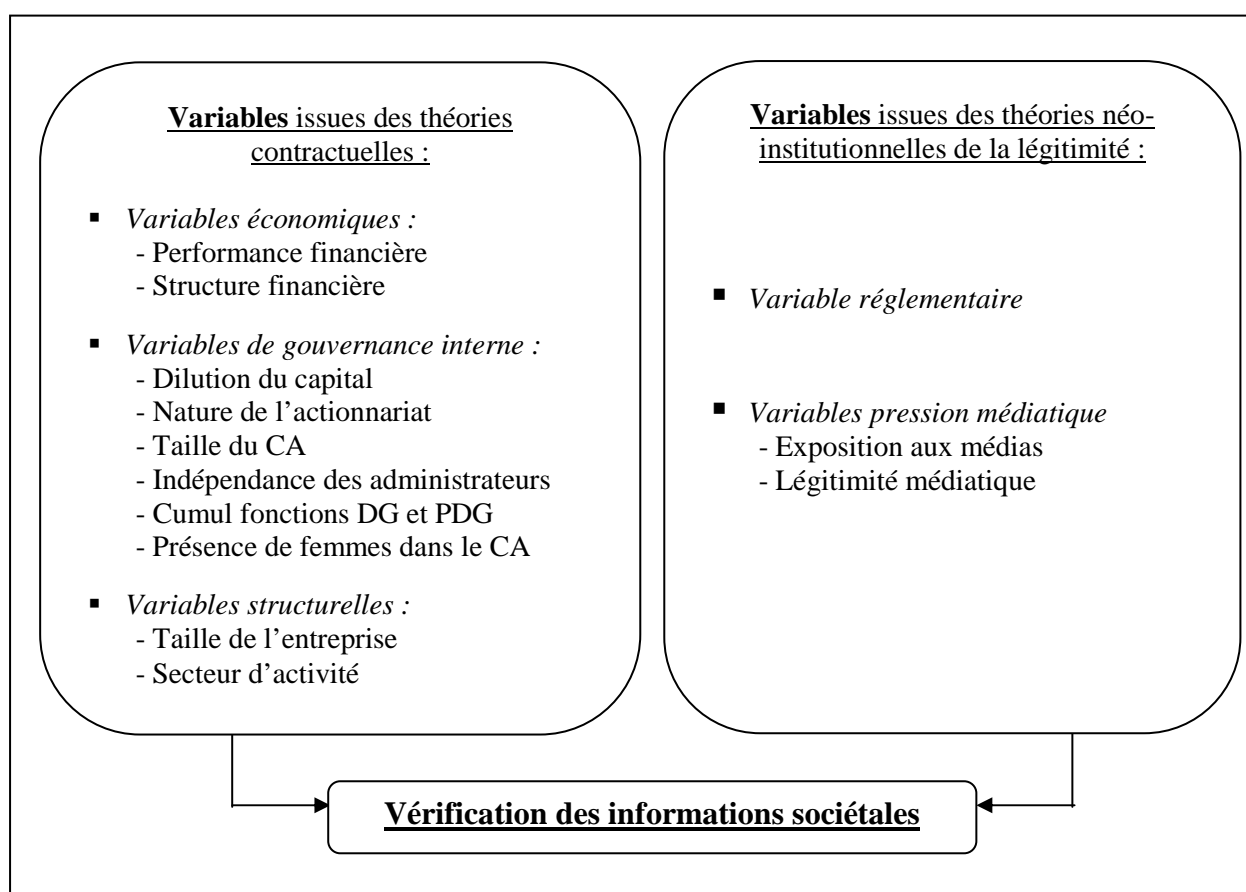 Variables issues des théories
contractuelles :
▪ Variables économiques :
- Performance financière
- Structure financière
▪ Variables de gouvernance interne :
- Dilution du capital
- Nature de l’actionnariat
- Taille du CA
- Indépendance des administrateurs
- Cumul fonctions DG et PDG
- Présence de femmes dans le CA
▪ Variables structurelles :
- Taille de l’entreprise
- Secteur d’activité
Variables issues des théories néo-
institutionnelles de la légitimité :
▪ Variable réglementaire
▪ Variables pression médiatique
- Exposition aux médias
- Légitimité médiatique
Vérification des informations sociétales